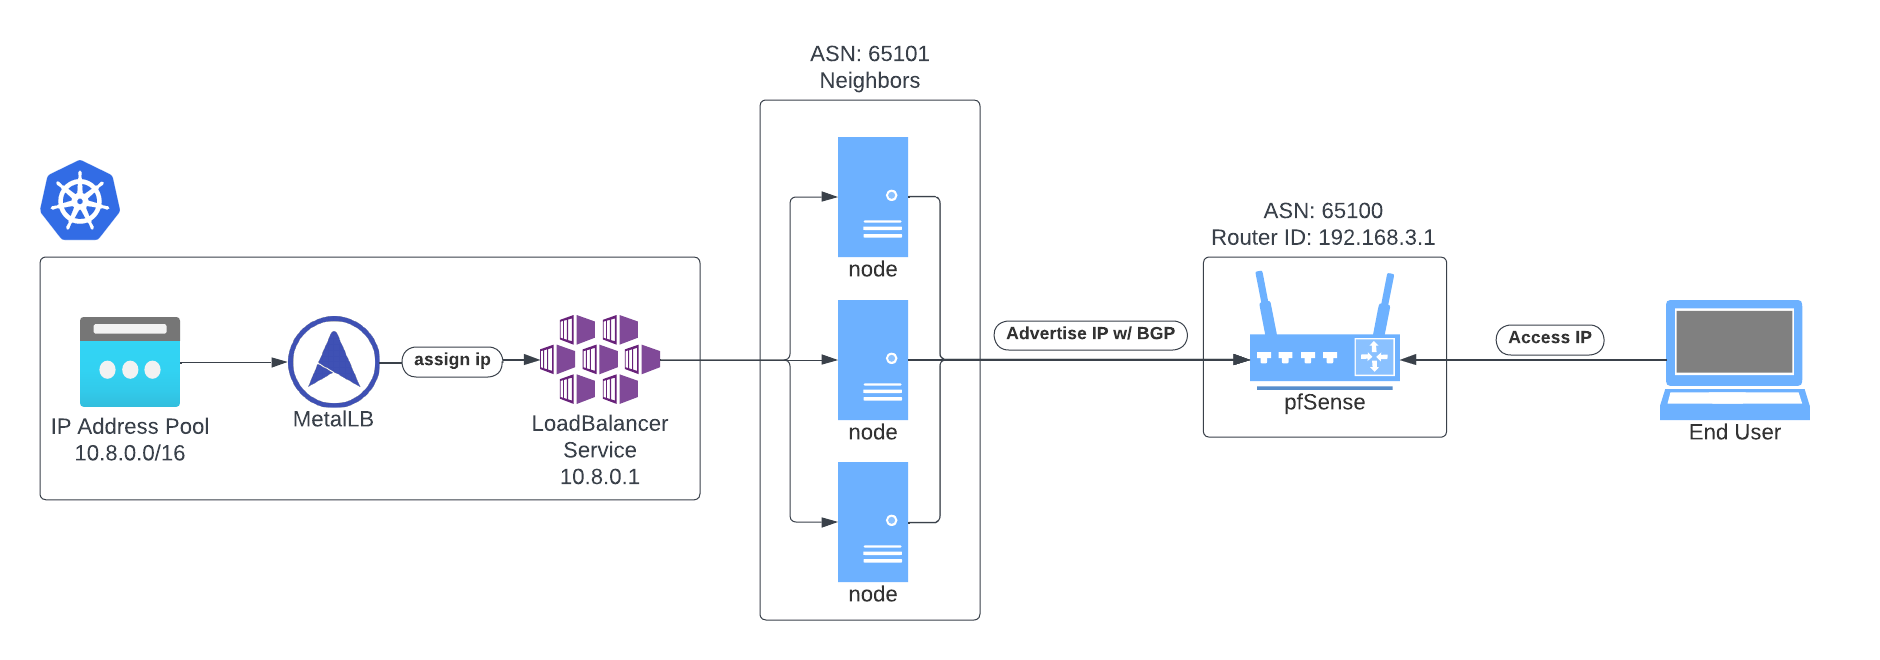 ASN: 65101
Neighbors
node
node
node
IP Address Pool
10.8.0.0/16
MetalLB
assign ip
LoadBalancer
Service
10.8.0.1
Advertise IP w/ BGP
ASN: 65100
Router ID: 192.168.3.1
pfSense
Access IP
End User